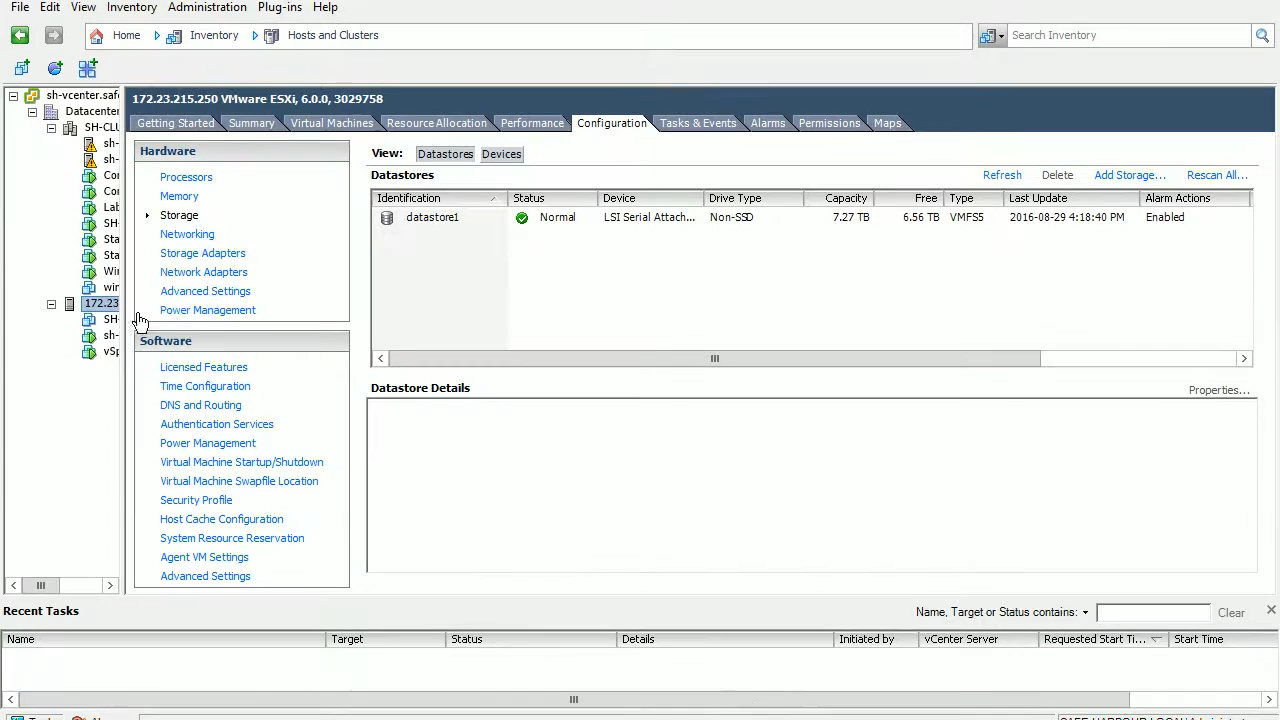 File Edit View Inventory Administration Plug-ins Help
Home Inventory Hosts and Clusters Search Inventory
sh-vcenter.safe
Datacenter
SH-CLU
sh-
sh-
Con
Con
Lab
SH-
Sta
Sta
Win
win
172.23
SH-
sh-
vSp
172.23.215.250 VMware ESXi, 6.0.0, 3029758
Getting Started Summary Virtual Machines Resource Allocation Performance Configuration Tasks & Events Alarms Permissions Maps
Hardware
Processors
Memory
Storage
Networking
Storage Adapters
Network Adapters
Advanced Settings
Power Management
Software
Licensed Features
Time Configuration
DNS and Routing
Authentication Services
Power Management
Virtual Machine Startup/Shutdown
Virtual Machine Swapfile Location
Security Profile
Host Cache Configuration
System Resource Reservation
Agent VM Settings
Advanced Settings
View: Datastores Devices
Datastores Refresh Delete Add Storage... Rescan All...
Identification Status Device Drive Type Capacity Free Type Last Update Alarm Actions
datastore1 Normal LSI Serial Attach... Non-SSD 7.27 TB 6.56 TB VMFS5 2016-08-29 4:18:40 PM Enabled
Datastore Details Properties...
Recent Tasks Name, Target or Status contains: Clear
Name Target Status Details Initiated by vCenter Server Requested Start Ti... Start Time